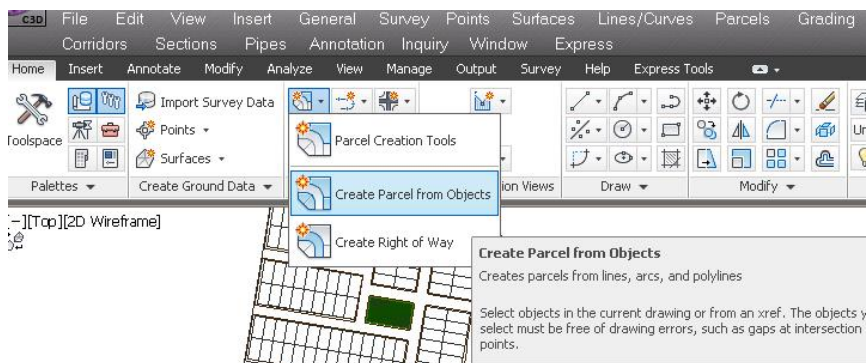 C3D File Edit View Insert General Survey Points Surfaces Lines/Curves Parcels Grading
Corridors Sections Pipes Annotation Inquiry Window Express
Home Insert Annotate Modify Analyze View Manage Output Survey Help Express Tools
Import Survey Data
Points
Surfaces
Toolspace
Parcel Creation Tools
Create Parcel from Objects
Create Right of Way
Palettes Create Ground Data ion Views Draw Modify
[−][Top][2D Wireframe]
Create Parcel from Objects
Creates parcels from lines, arcs, and polylines
Select objects in the current drawing or from an xref. The objects y
select must be free of drawing errors, such as gaps at intersection
points.